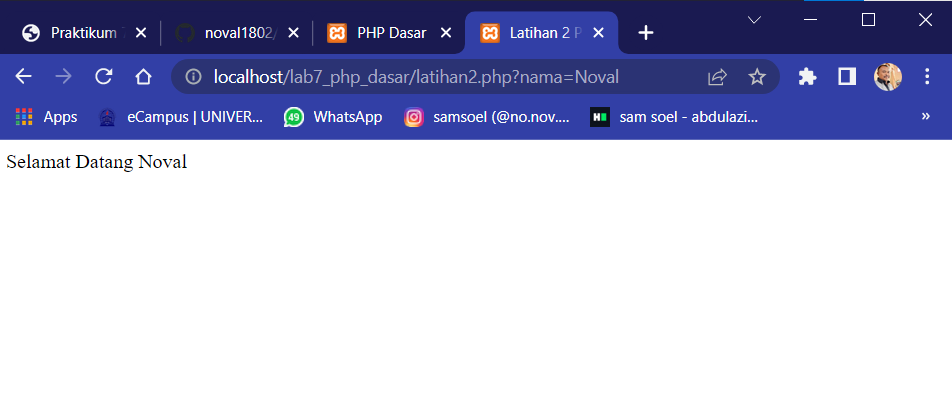 Praktikum noval1802/ PHP Dasar Latihan 2 P
localhost/lab7_php_dasar/latihan2.php?nama=Noval
Apps eCampus | UNIVER... 49 WhatsApp samsoel (@no.nov.... H sam soel - abdulazi... »
Selamat Datang Noval